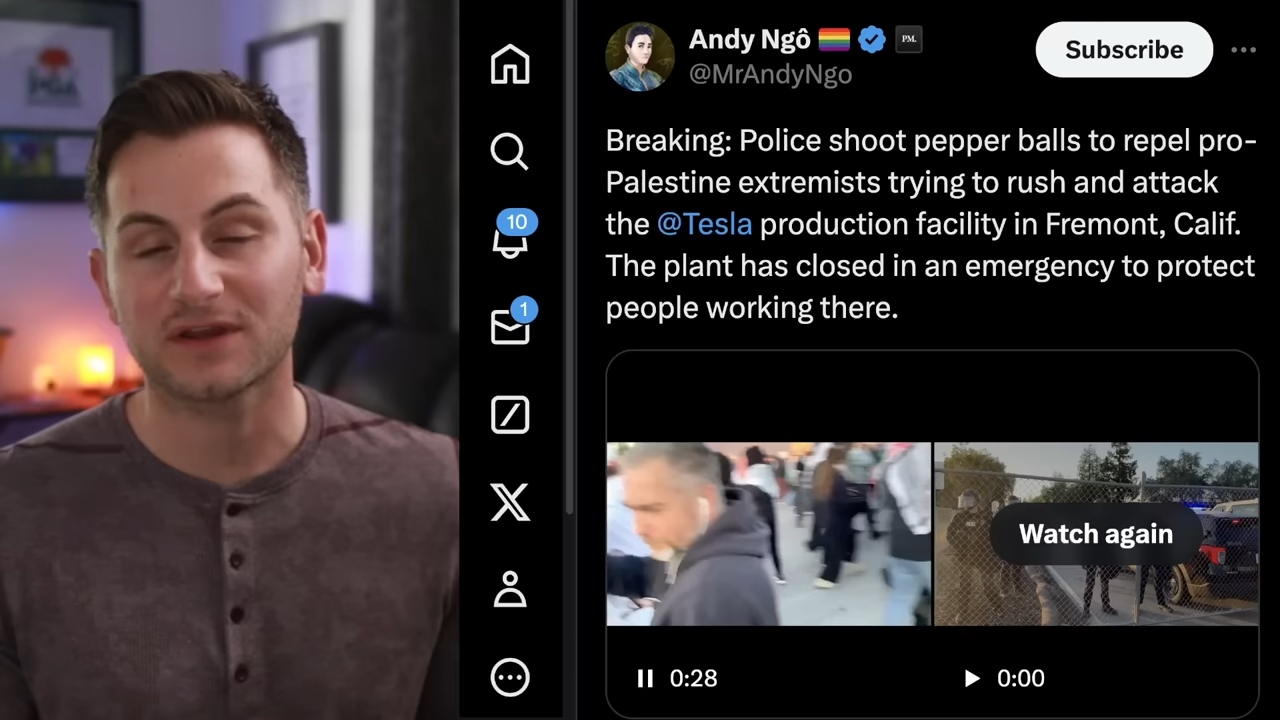 PGA
Andy Ngô
PM.
@MrAndyNgo
Subscribe
Breaking: Police shoot pepper balls to repel pro-
Palestine extremists trying to rush and attack
the @Tesla production facility in Fremont, Calif.
The plant has closed in an emergency to protect
people working there.
10
1
Watch again
0:28
0:00